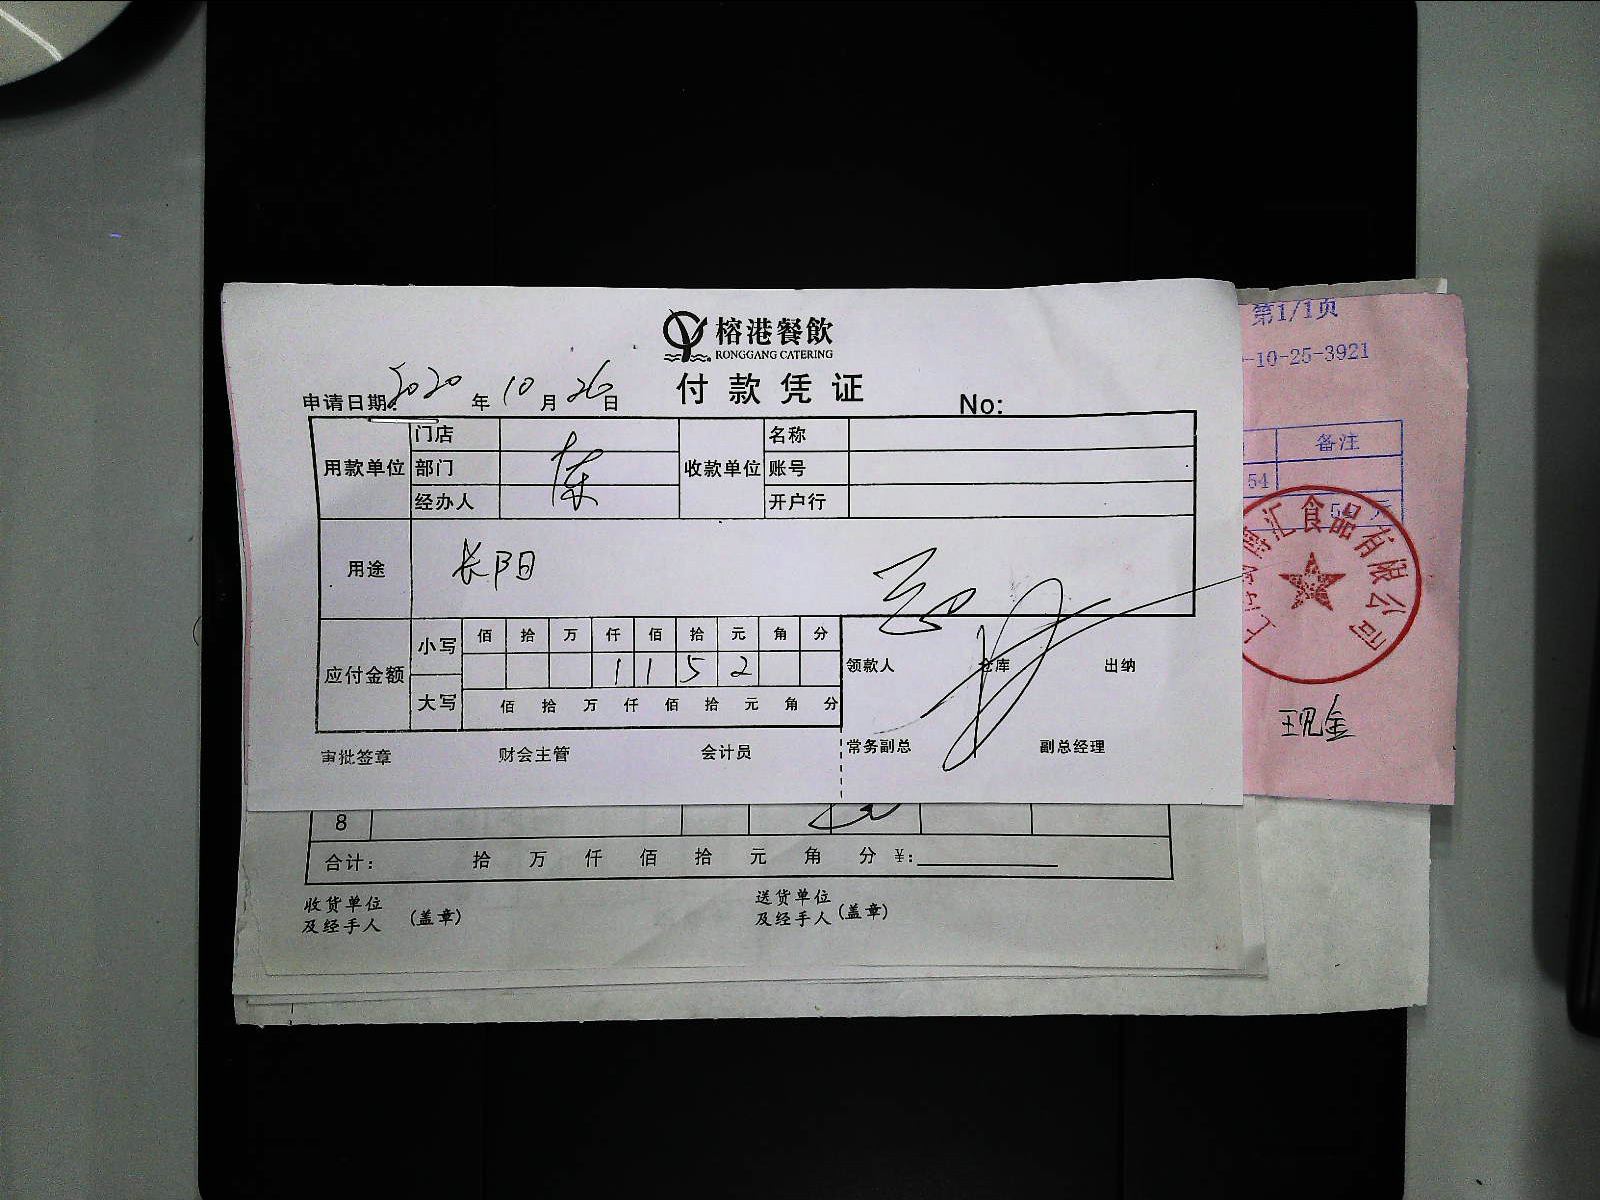 榕港餐飲
RONGGANG CATERING
付款凭证
申请日期: 2020 年 10 月 26 日 No:
用款单位 门店 收款单位 名称
部门 账号
经办人 开户行
用途 长阳
应付金额 小写 佰 拾 万 仟 佰 拾 元 角 分
1 1 5 2
领款人 仓库 出纳
大写 佰 拾 万 仟 佰 拾 元 角 分
审批签章 财会主管 会计员 常务副总 副总经理
8
合计: 拾 万 仟 佰 拾 元 角 分 ¥:
收货单位 及经手人 (盖章)
送货单位 及经手人 (盖章)
第1/1页
-10-25-3921
备注
54
汇食品有限公司
现金